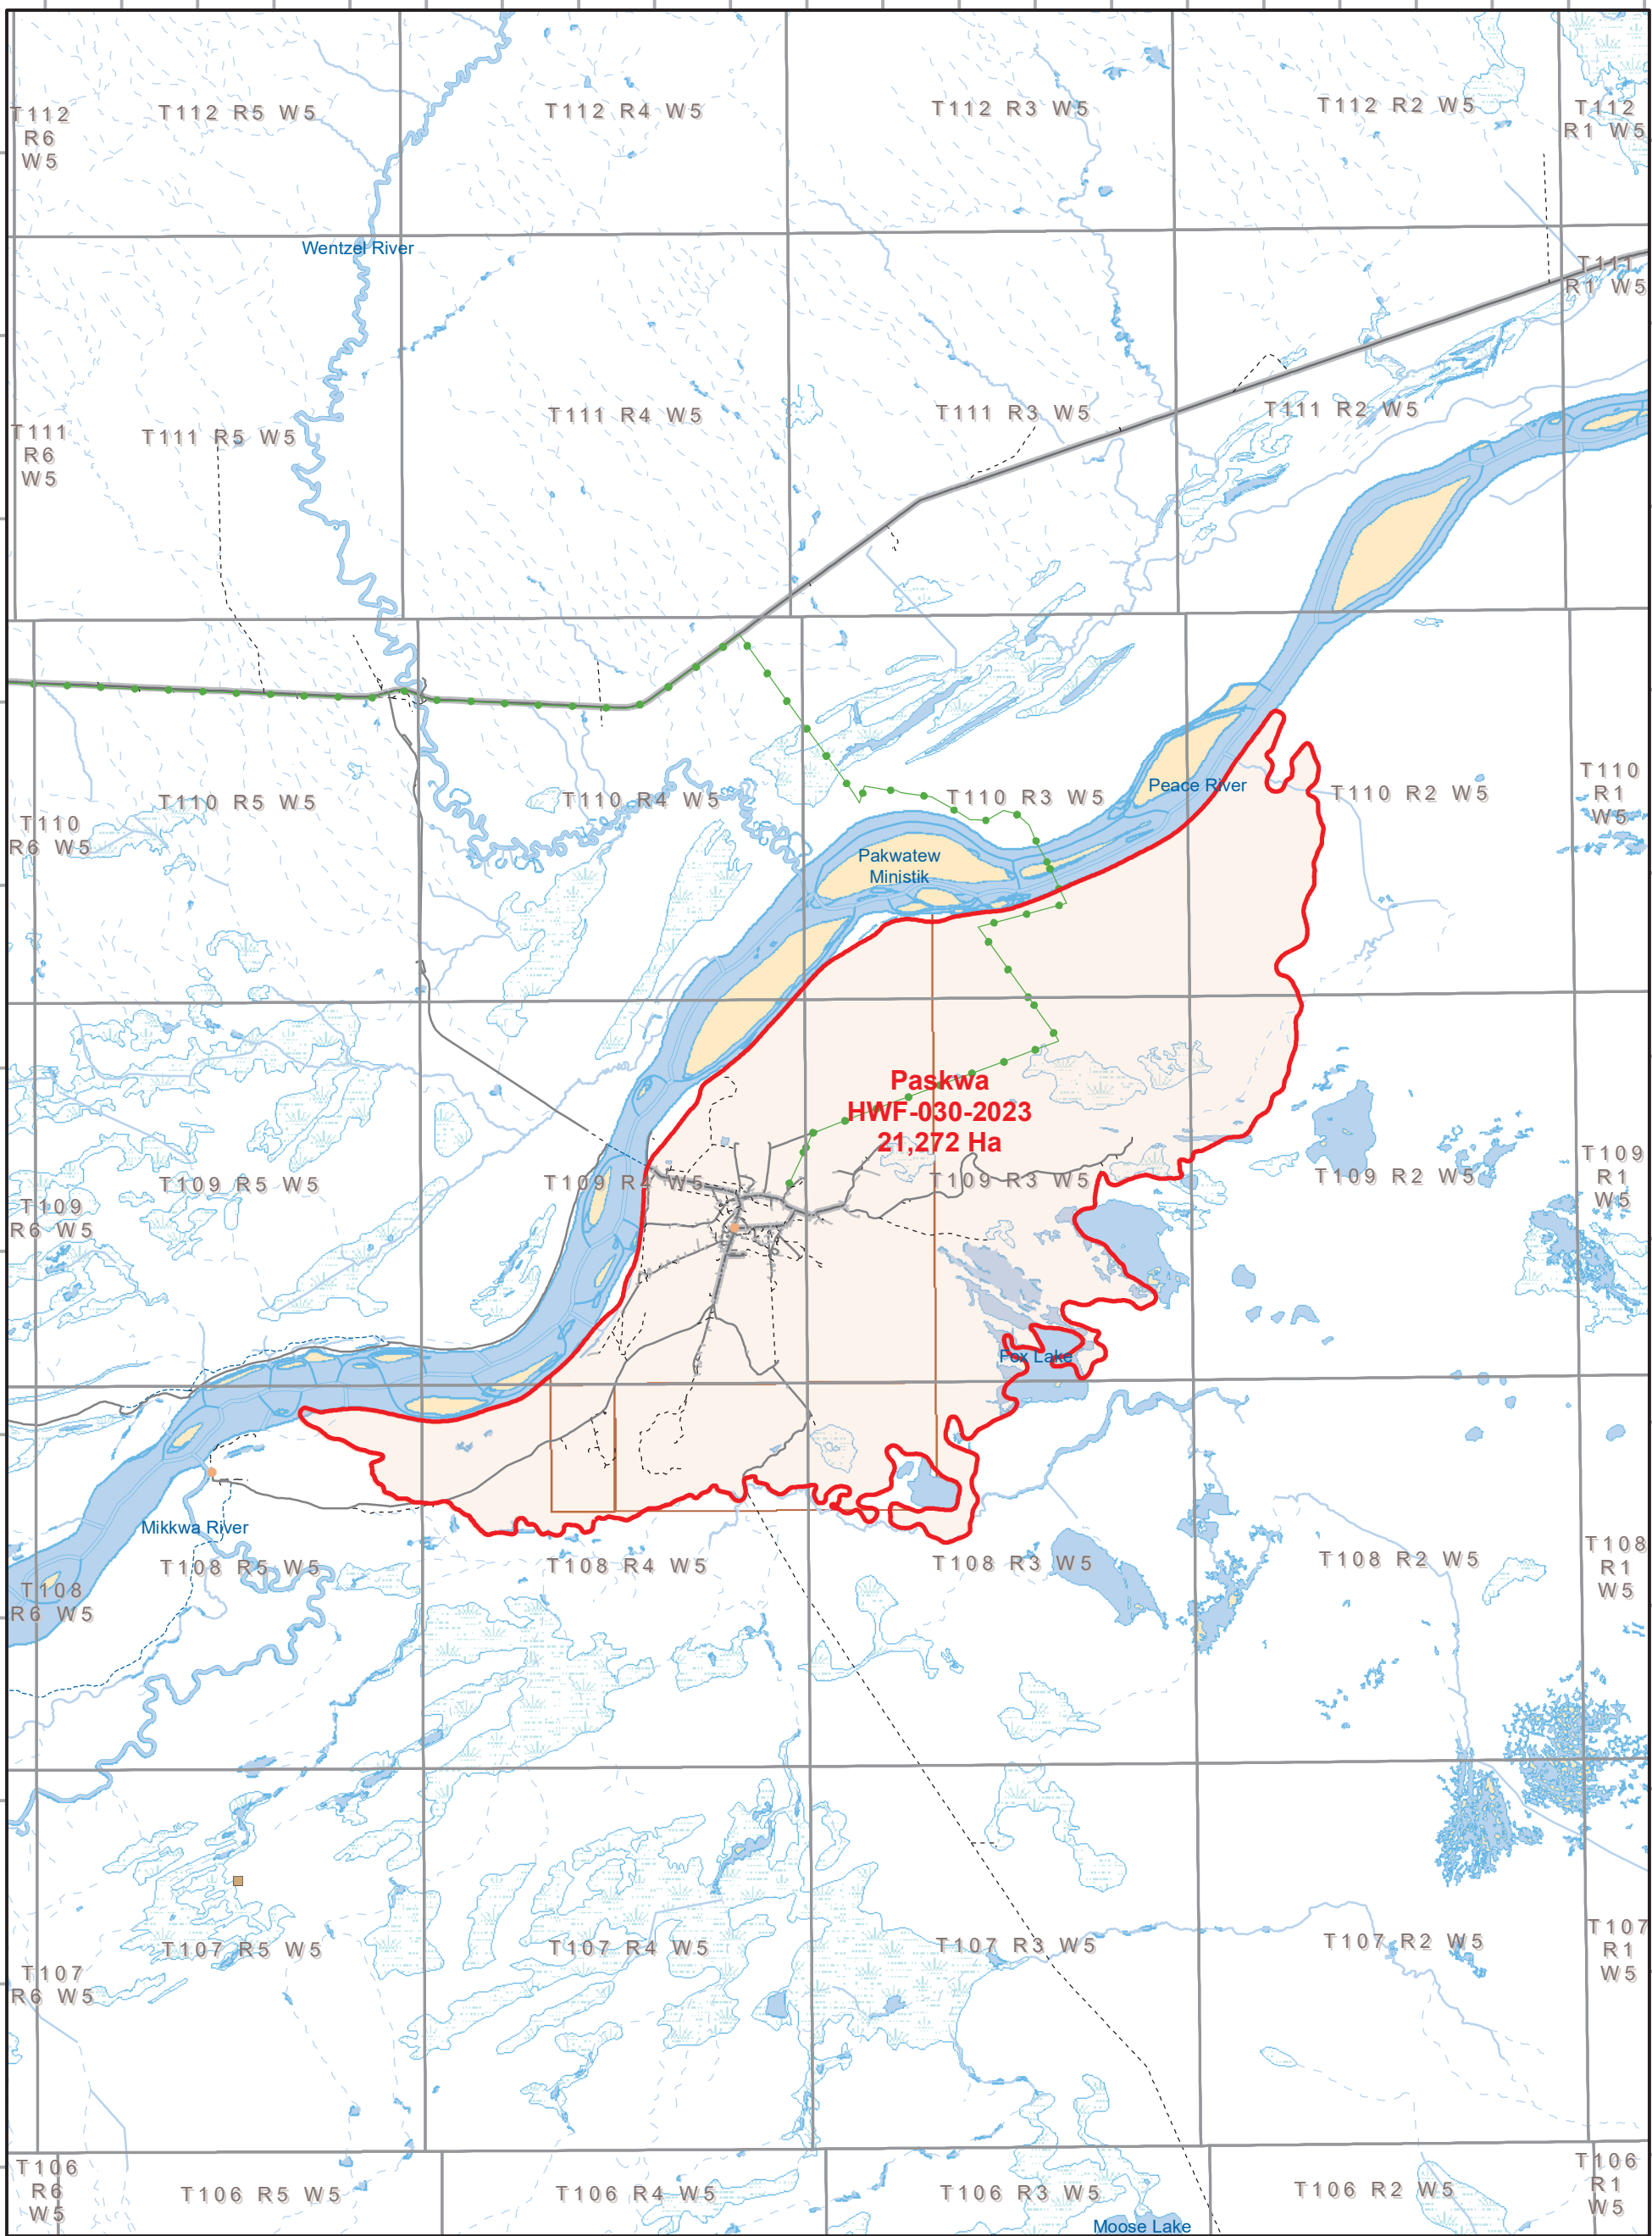 T112
R6
W5
T112 R5 W5
T112 R4 W5
T112 R3 W5
T112 R2 W5
T112
R1 W5
Wentzel River
T111
R1 W5
T111
R6
W5
T111 R5 W5
T111 R4 W5
T111 R3 W5
T111 R2 W5
T110
R6 W5
T110 R5 W5
T110 R4 W5
T110 R3 W5
Peace River
T110 R2 W5
T110
R1
W5
Pakwatew
Ministik
Paskwa
HWF-030-2023
21,272 Ha
T109
R6 W5
T109 R5 W5
T109 R4 W5
T109 R3 W5
T109 R2 W5
T109
R1
W5
Fox Lake
Mikkwa River
T108
R6 W5
T108 R5 W5
T108 R4 W5
T108 R3 W5
T108 R2 W5
T108
R1
W5
T107
R6 W5
T107 R5 W5
T107 R4 W5
T107 R3 W5
T107 R2 W5
T107
R1
W5
T106
R6
W5
T106 R5 W5
T106 R4 W5
T106 R3 W5
T106 R2 W5
T106
R1
W5
Moose Lake